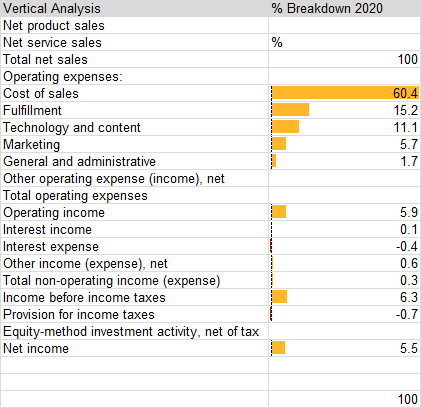 Vertical Analysis % Breakdown 2020
Net product sales
Net service sales %
Total net sales 100
Operating expenses:
Cost of sales 60.4
Fulfillment 15.2
Technology and content 11.1
Marketing 5.7
General and administrative 1.7
Other operating expense (income), net
Total operating expenses
Operating income 5.9
Interest income 0.1
Interest expense -0.4
Other income (expense), net 0.6
Total non-operating income (expense) 0.3
Income before income taxes 6.3
Provision for income taxes -0.7
Equity-method investment activity, net of tax
Net income 5.5
100